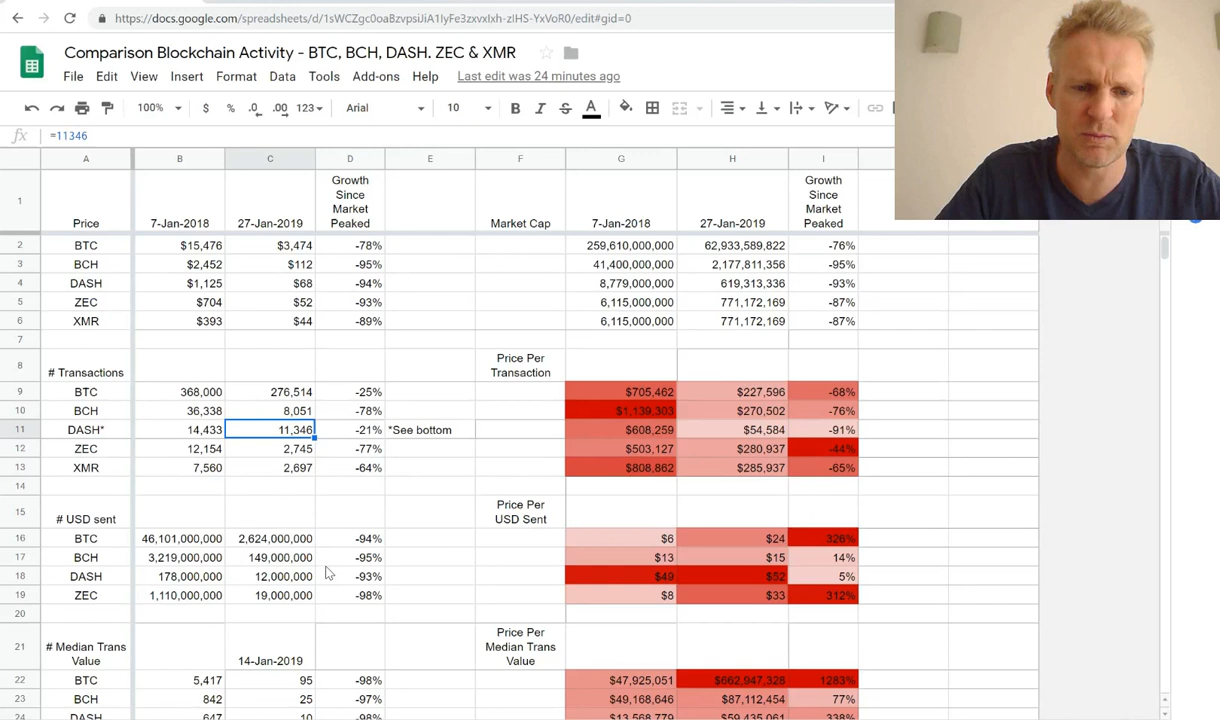 https://docs.google.com/spreadsheets/d/1sWCZgc0oaBzvpsiJiA1IyFe3zxvxIxh-zIHS-YxVoR0/edit#gid=0
Comparison Blockchain Activity - BTC, BCH, DASH. ZEC & XMR
File Edit View Insert Format Data Tools Add-ons Help Last edit was 24 minutes ago
100% $ % .0 .00 123 Arial 10 B I S A
fx =11346
A B C D E F G H I
1 Price 7-Jan-2018 27-Jan-2019 Growth Since Market Peaked Market Cap 7-Jan-2018 27-Jan-2019 Growth Since Market Peaked
2 BTC $15,476 $3,474 -78% 259,610,000,000 62,933,589,822 -76%
3 BCH $2,452 $112 -95% 41,400,000,000 2,177,811,356 -95%
4 DASH $1,125 $68 -94% 8,779,000,000 619,313,336 -93%
5 ZEC $704 $52 -93% 6,115,000,000 771,172,169 -87%
6 XMR $393 $44 -89% 6,115,000,000 771,172,169 -87%
7
8 # Transactions Price Per Transaction
9 BTC 368,000 276,514 -25% $705,462 $227,596 -68%
10 BCH 36,338 8,051 -78% $1,139,303 $270,502 -76%
11 DASH* 14,433 11,346 -21% *See bottom $608,259 $54,584 -91%
12 ZEC 12,154 2,745 -77% $503,127 $280,937 -44%
13 XMR 7,560 2,697 -64% $808,862 $285,937 -65%
14
15 # USD sent Price Per USD Sent
16 BTC 46,101,000,000 2,624,000,000 -94% $6 $24 326%
17 BCH 3,219,000,000 149,000,000 -95% $13 $15 14%
18 DASH 178,000,000 12,000,000 -93% $49 $52 5%
19 ZEC 1,110,000,000 19,000,000 -98% $8 $33 312%
20
21 # Median Trans Value 14-Jan-2019 Price Per Median Trans Value
22 BTC 5,417 95 -98% $47,925,051 $662,947,328 1283%
23 BCH 842 25 -97% $49,168,646 $87,112,454 77%
24 DASH 647 10 -98% $13,568,779 $59,435,061 338%